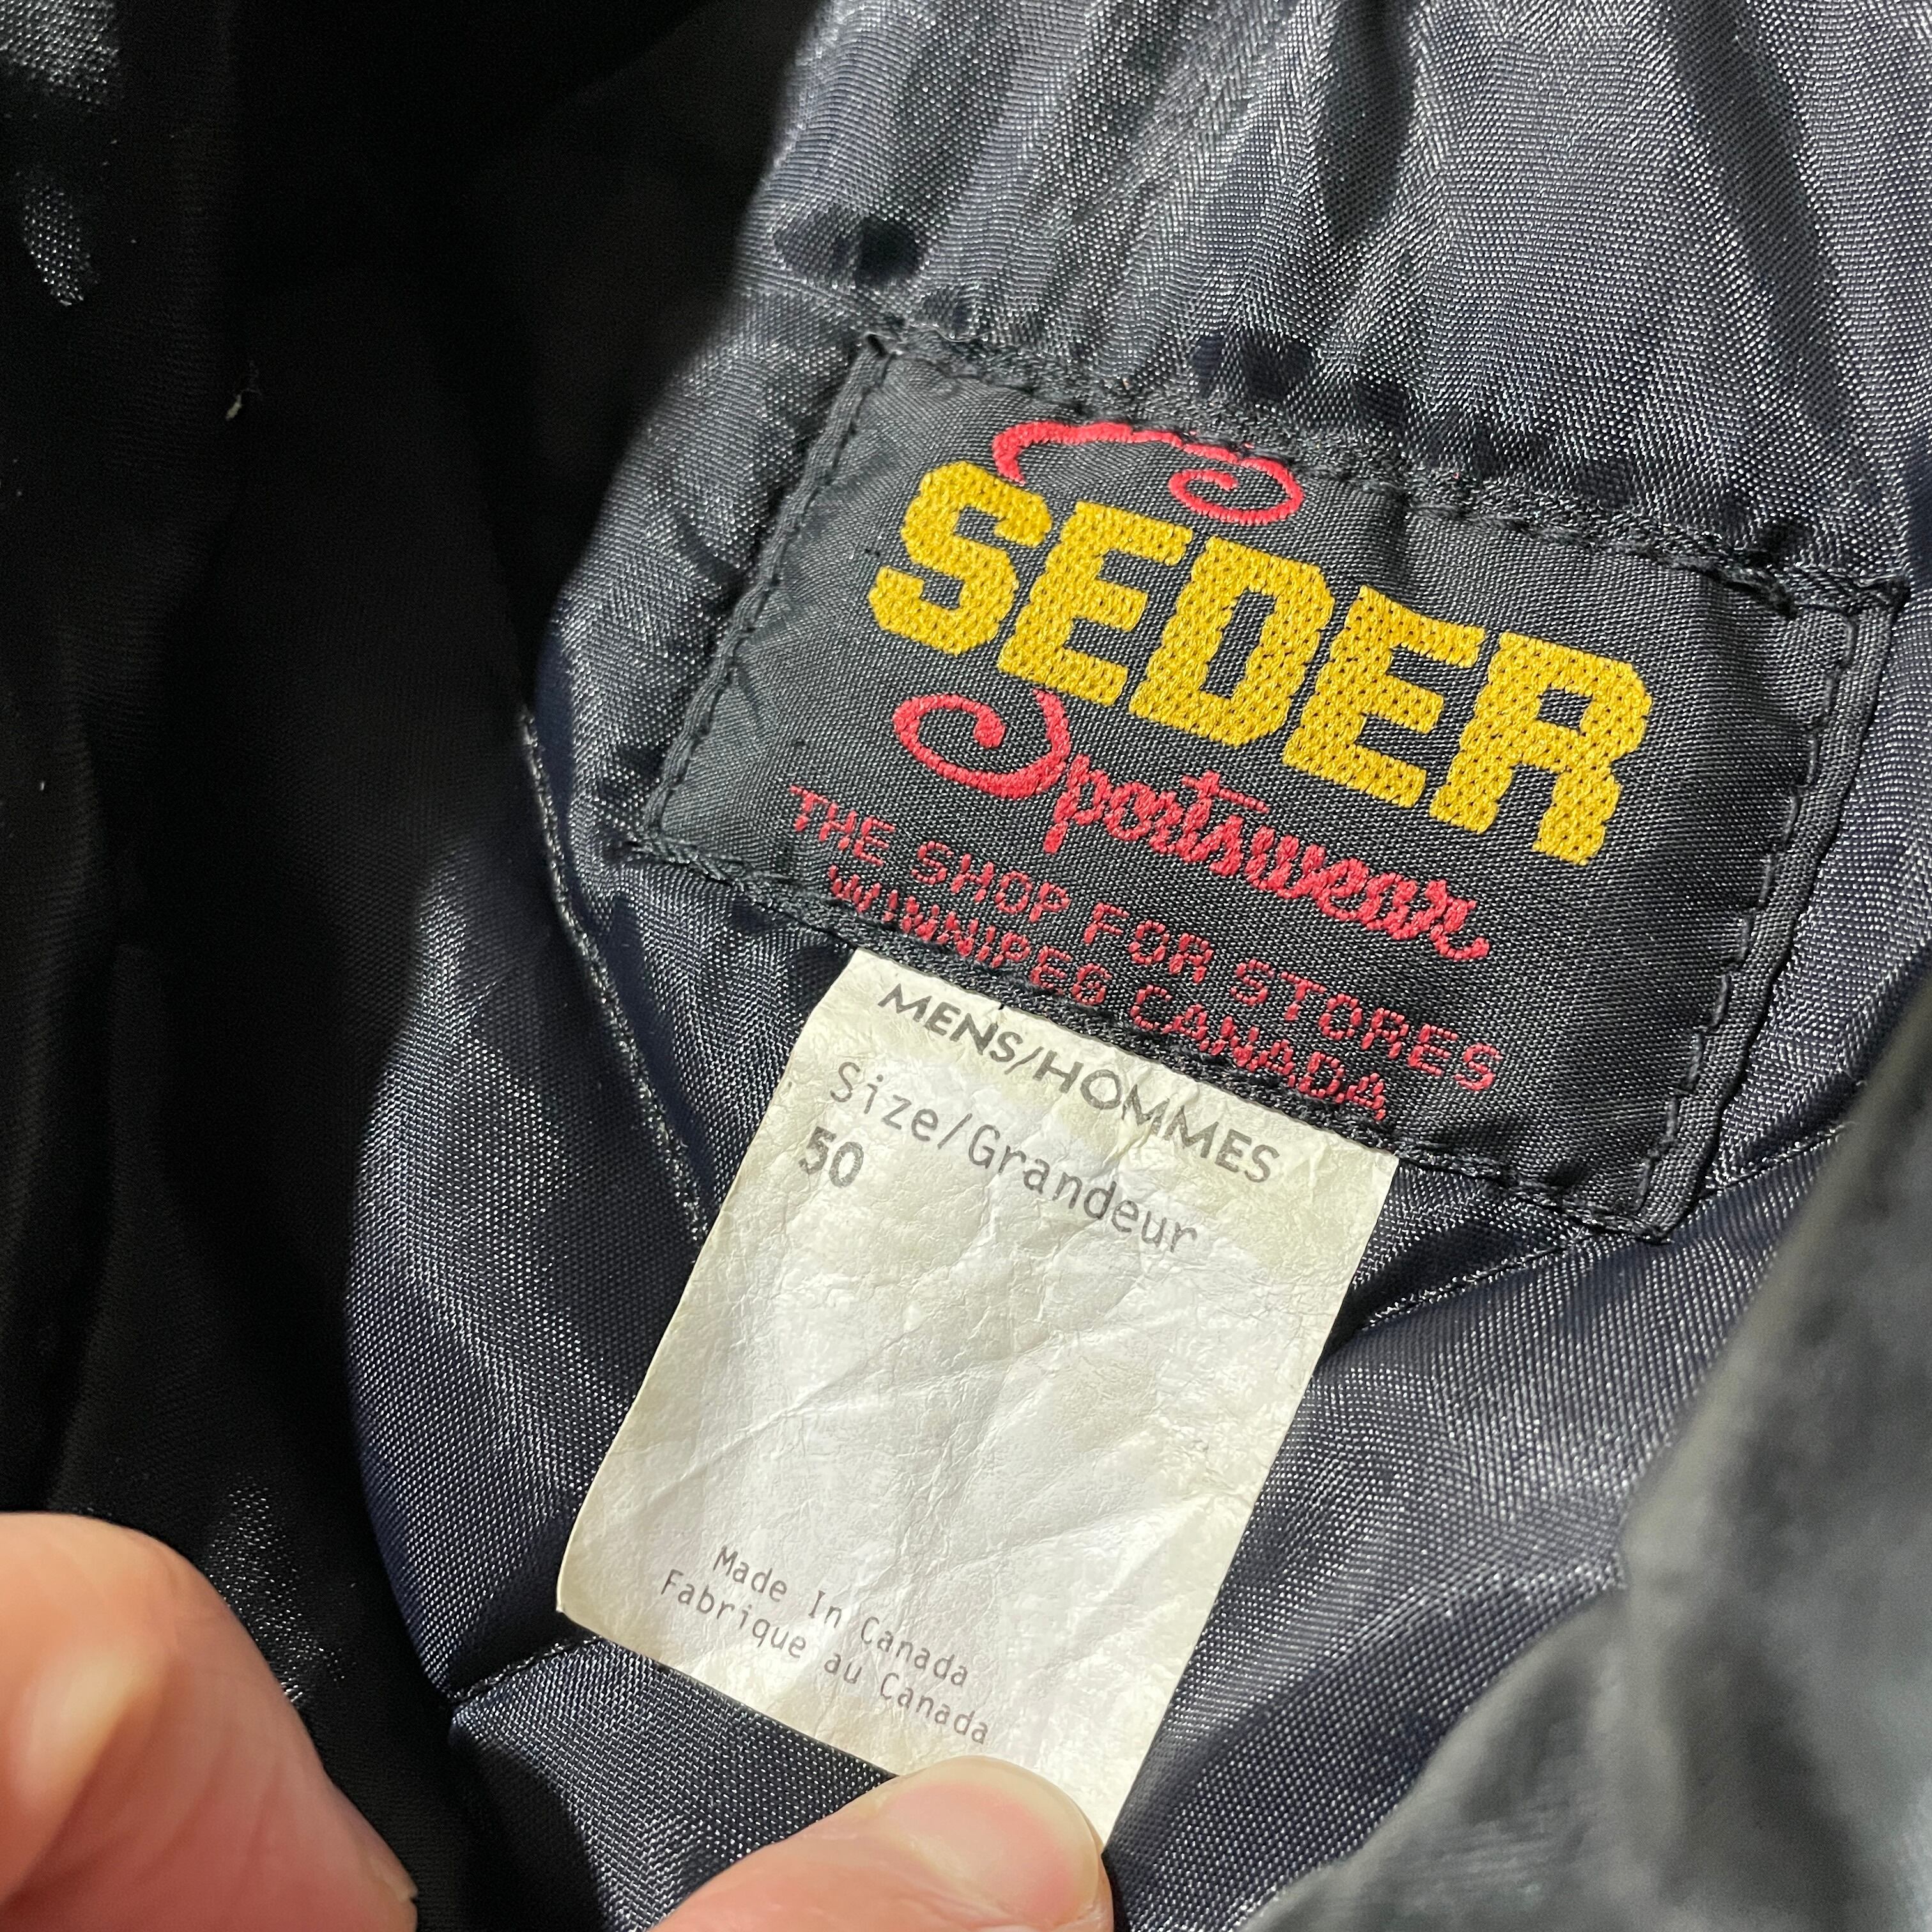 SEDER
Sportswear
THE SHOP FOR STORES
WINNIPEG CANADA
MENS/HOMMES
Size/Grandeur
50
Made In Canada
Fabrique au Canada